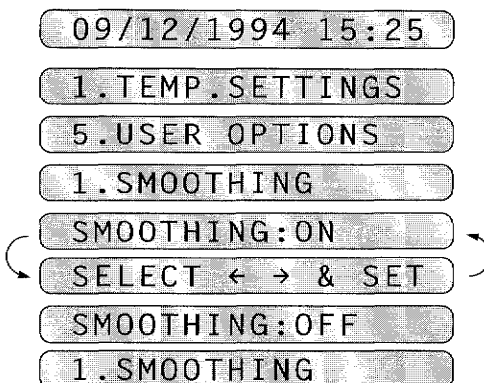 09/12/1994 15:25
1.TEMP.SETTINGS
5.USER OPTIONS
1.SMOOTHING
SMOOTHING:ON
SELECT ← → & SET
SMOOTHING:OFF
1.SMOOTHING